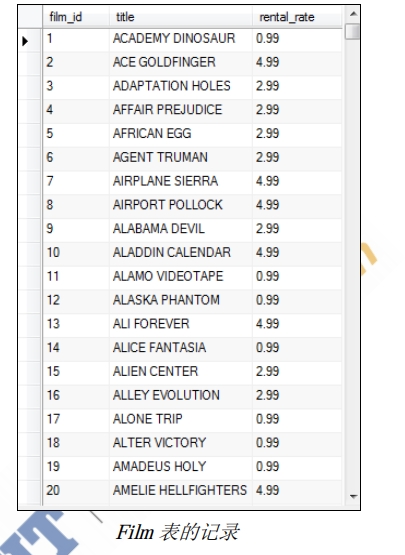 film_id title rental_rate
1 ACADEMY DINOSAUR 0.99
2 ACE GOLDFINGER 4.99
3 ADAPTATION HOLES 2.99
4 AFFAIR PREJUDICE 2.99
5 AFRICAN EGG 2.99
6 AGENT TRUMAN 2.99
7 AIRPLANE SIERRA 4.99
8 AIRPORT POLLOCK 4.99
9 ALABAMA DEVIL 2.99
10 ALADDIN CALENDAR 4.99
11 ALAMO VIDEOTAPE 0.99
12 ALASKA PHANTOM 0.99
13 ALI FOREVER 4.99
14 ALICE FANTASIA 0.99
15 ALIEN CENTER 2.99
16 ALLEY EVOLUTION 2.99
17 ALONE TRIP 0.99
18 ALTER VICTORY 0.99
19 AMADEUS HOLY 0.99
20 AMELIE HELLFIGHTERS 4.99
Film 表的记录